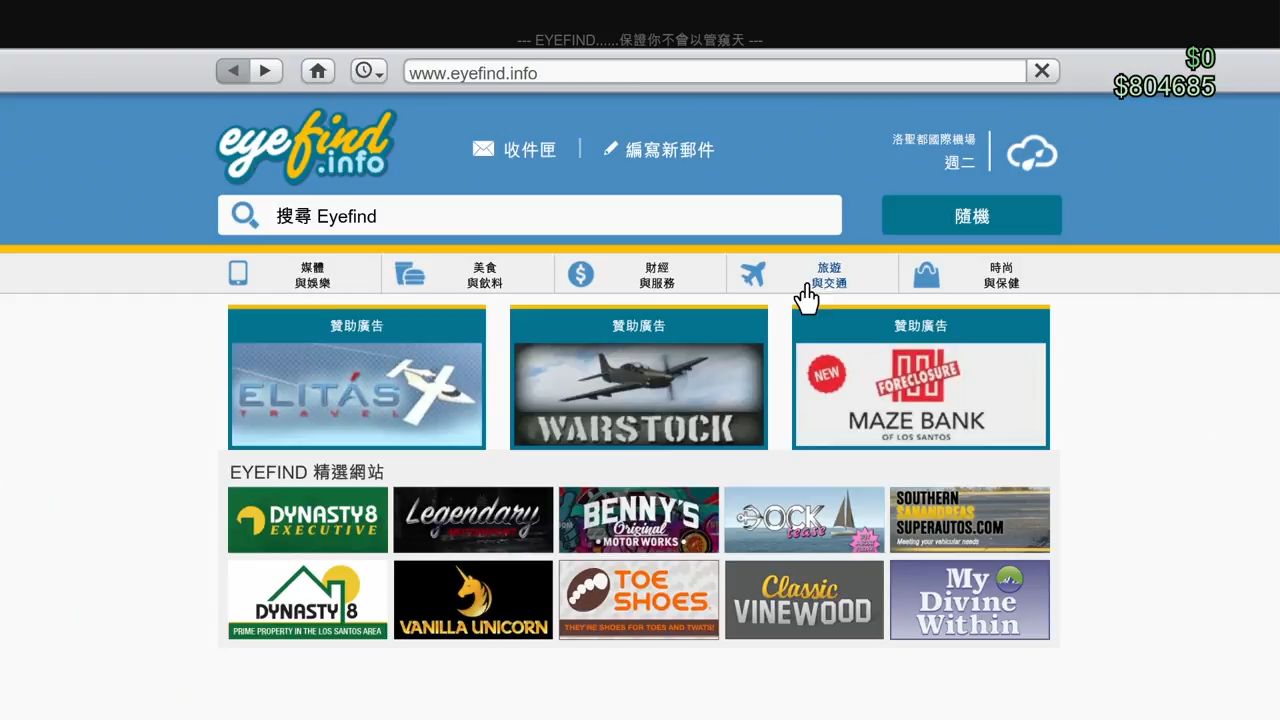 --- EYEFIND......保證你不會以管窺天 ---
$0
www.eyefind.info
$804685
eyefind
.info
收件匣
編寫新郵件
洛聖都國際機場
週二
搜尋 Eyefind
隨機
媒體
與娛樂
美食
與飲料
財經
與服務
旅遊
與交通
時尚
與保健
贊助廣告
ELITÁS
TRAVEL
贊助廣告
WARSTOCK
贊助廣告
NEW
FORECLOSURE
MAZE BANK
OF LOS SANTOS
EYEFIND 精選網站
DYNASTY8
EXECUTIVE
Legendary
MOTORSPORT
BENNY'S
Original
MOTORWORKS
DOCK
tease
SOUTHERN
SANANDREAS
SUPERAUTOS.COM
Meeting your vehicular needs
DYNASTY 8
PRIME PROPERTY IN THE LOS SANTOS AREA
VANILLA UNICORN
TOE
SHOES
THEY'RE SHOES FOR TOES AND TWATS!
Classic
VINEWOOD
My
Divine
Within